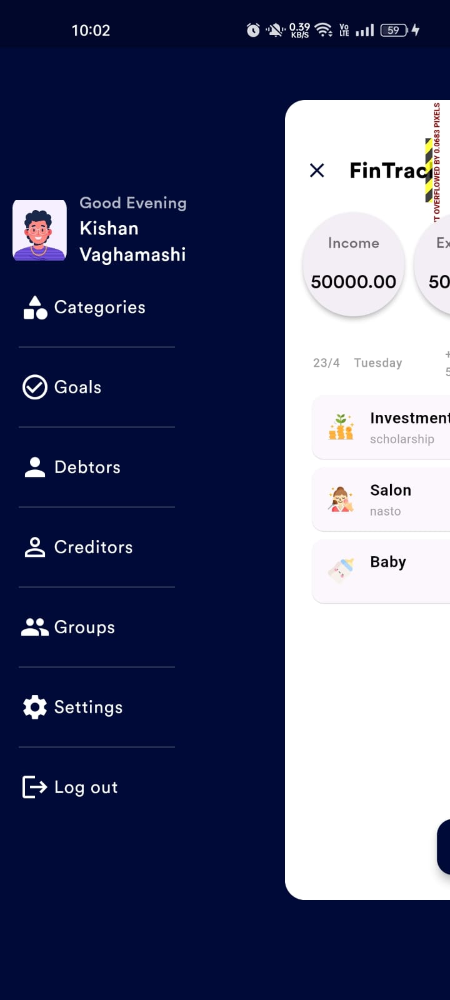 10:02
0.39
KB/S
Vo
LTE
59
Good Evening
Kishan
Vaghamashi
Categories
Goals
Debtors
Creditors
Groups
Settings
Log out
FinTrac
OVERFLOWED BY 0.0683 PIXELS
Income
50000.00
Ex
50
23/4 Tuesday
+
5
Investment
scholarship
Salon
nasto
Baby